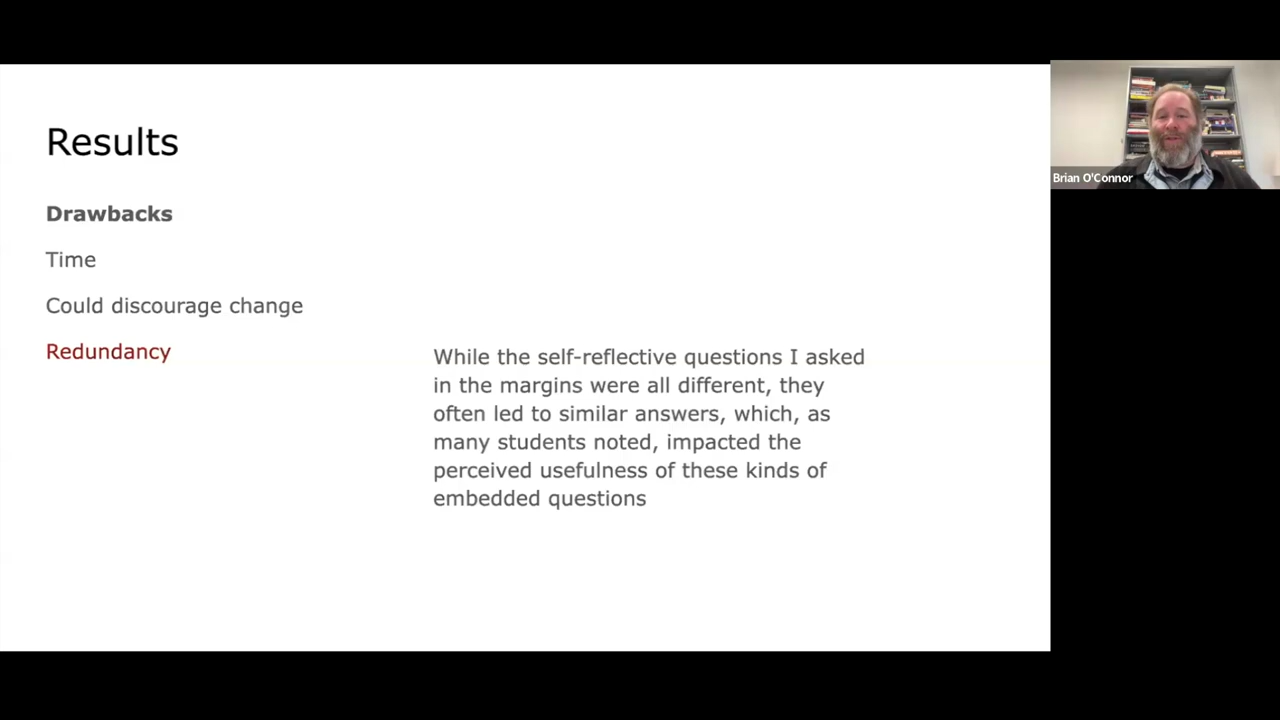 Results
Drawbacks
Time
Could discourage change
Redundancy
While the self-reflective questions I asked
in the margins were all different, they
often led to similar answers, which, as
many students noted, impacted the
perceived usefulness of these kinds of
embedded questions
Brian O'Connor